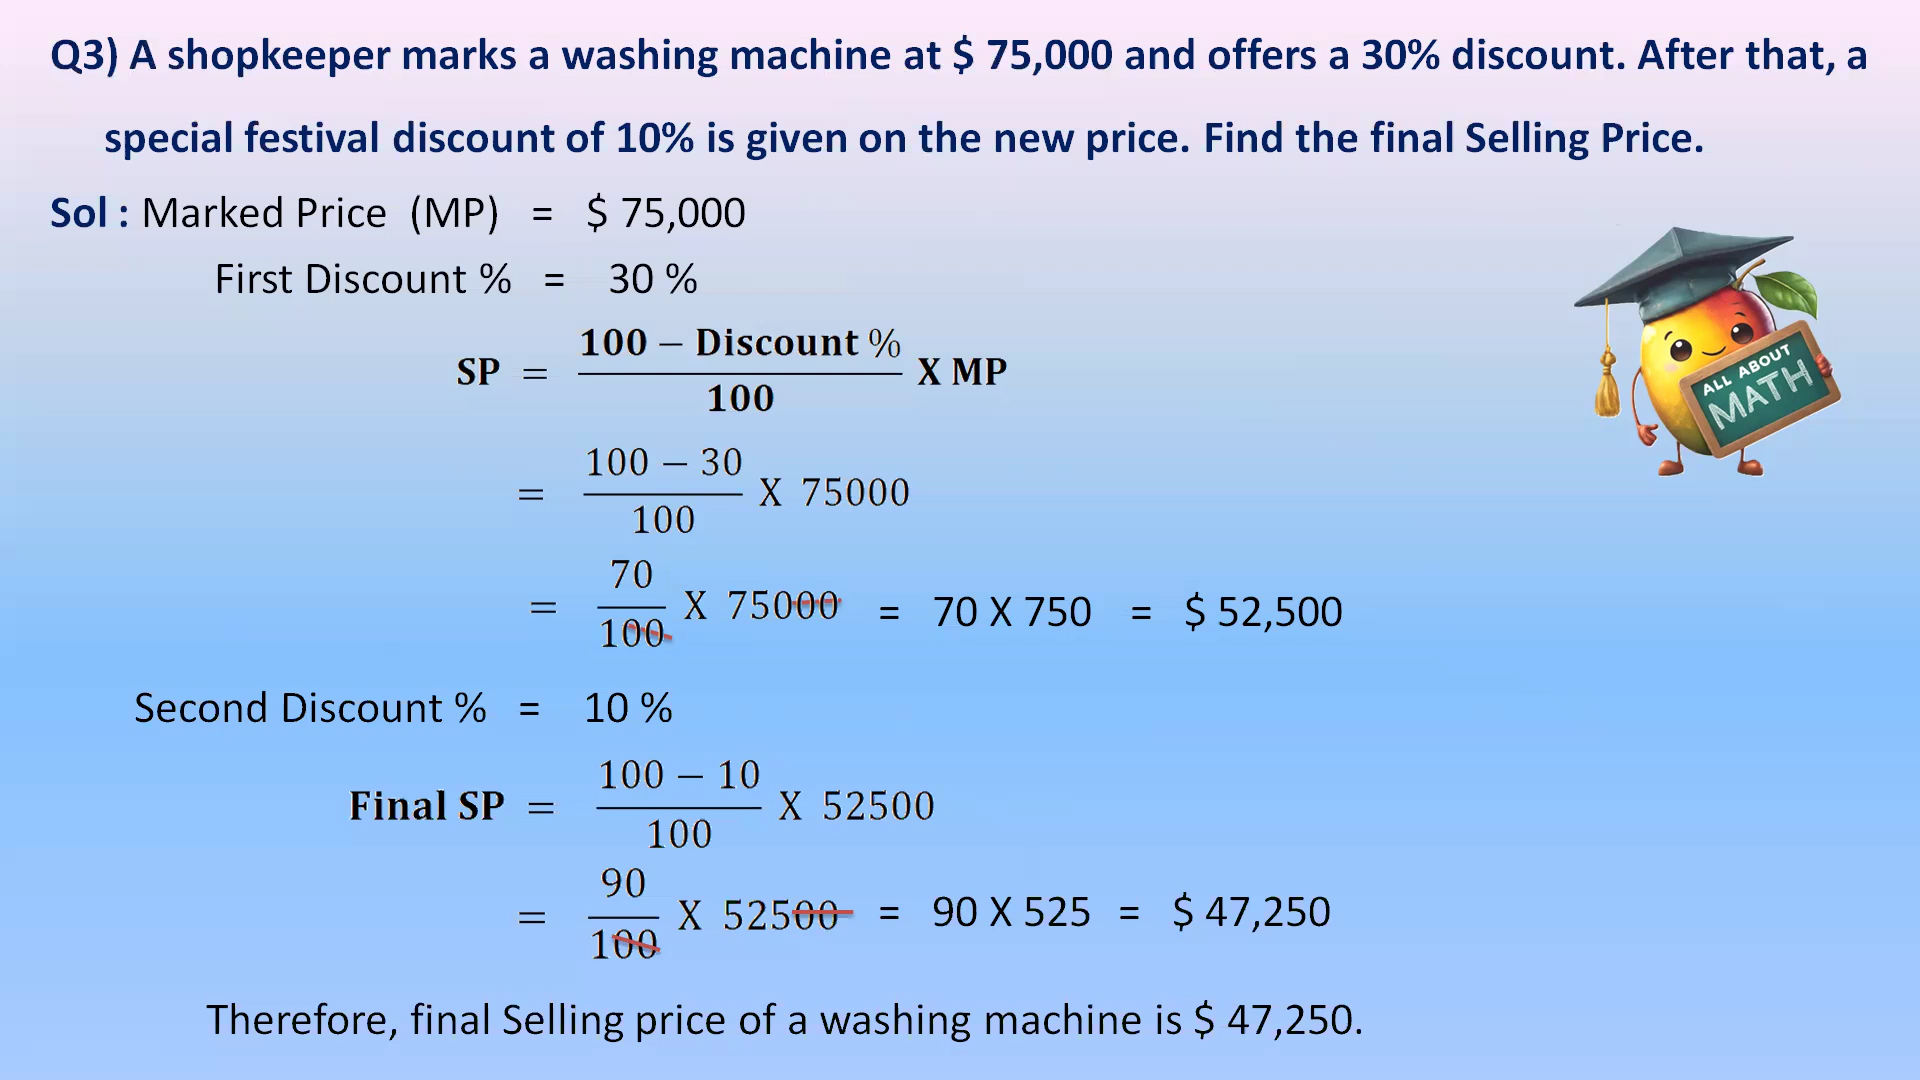 Q3) A shopkeeper marks a washing machine at $ 75,000 and offers a 30% discount. After that, a
special festival discount of 10% is given on the new price. Find the final Selling Price.
Sol : Marked Price (MP) = $ 75,000
First Discount % = 30 %
SP = (100 − Discount %)/100 X MP
= (100 − 30)/100 X 75000
= 70/100 X 75000 = 70 X 750 = $ 52,500
Second Discount % = 10 %
Final SP = (100 − 10)/100 X 52500
= 90/100 X 52500 = 90 X 525 = $ 47,250
Therefore, final Selling price of a washing machine is $ 47,250.
ALL ABOUT
MATH